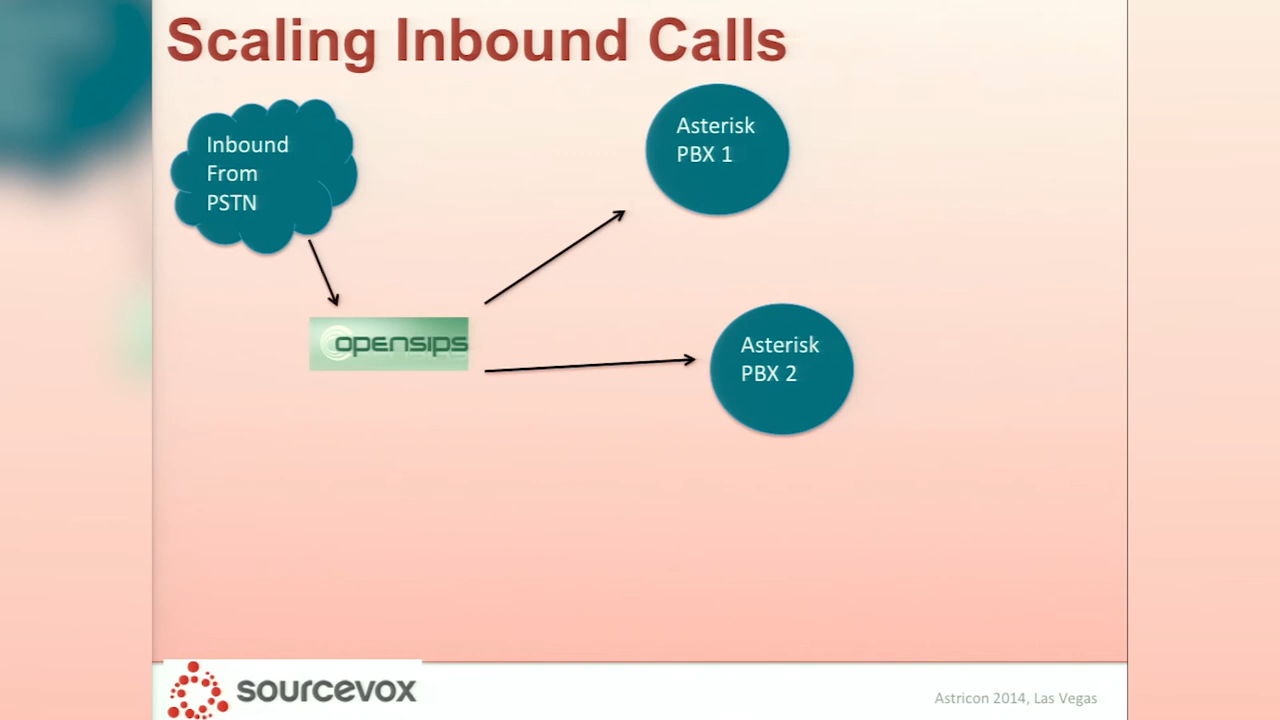 Scaling Inbound Calls
Inbound
From
PSTN
Asterisk
PBX 1
opensips
Asterisk
PBX 2
sourcevox
Astricon 2014, Las Vegas